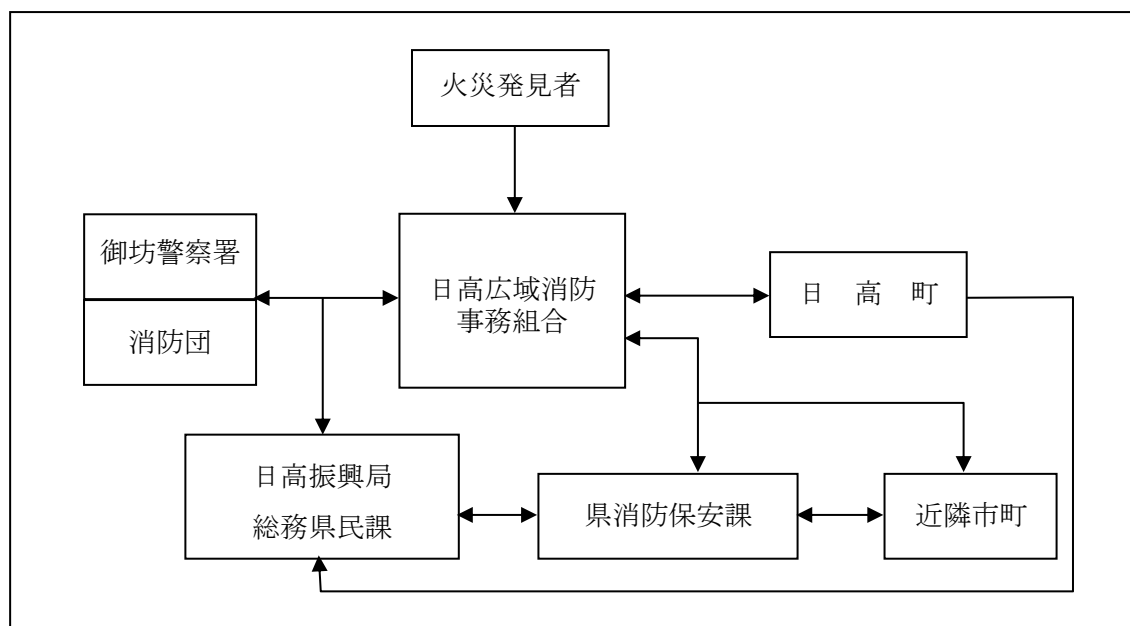 火災発見者
御坊警察署
消防団
日高広域消防
事務組合
日　高　町
日高振興局
総務県民課
県消防保安課
近隣市町